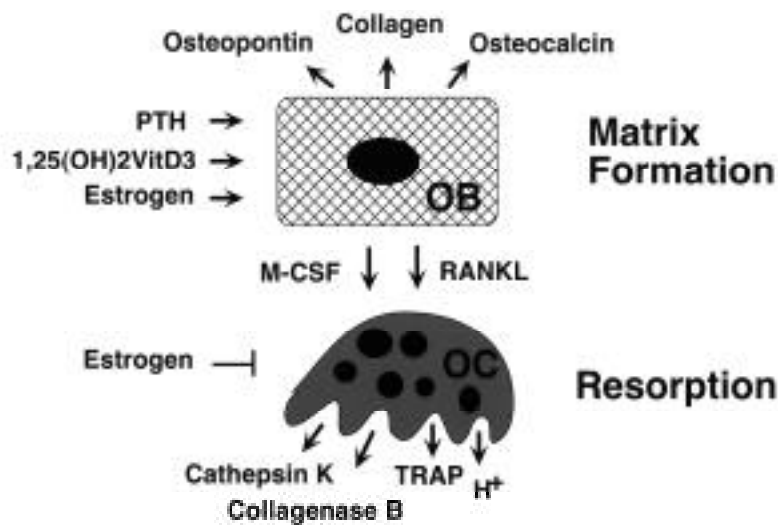 Collagen
Osteopontin
Osteocalcin
PTH
1,25(OH)2VitD3
Estrogen
OB
Matrix
Formation
M-CSF
RANKL
Estrogen
OC
Resorption
Cathepsin K
TRAP
H+
Collagenase B